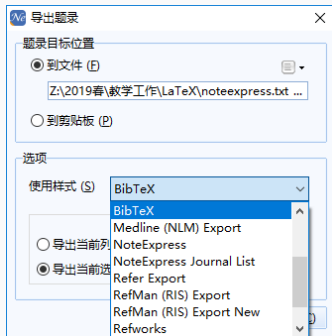 导出题录
题录目标位置
到文件 (F)
Z:\2019春\教学工作\LaTeX\noteexpress.txt ...
到剪贴板 (P)
选项
使用样式 (S) BibTeX
BibTeX
Medline (NLM) Export
NoteExpress
导出当前列
NoteExpress Journal List
导出当前选
Refer Export
RefMan (RIS) Export
RefMan (RIS) Export New
Refworks